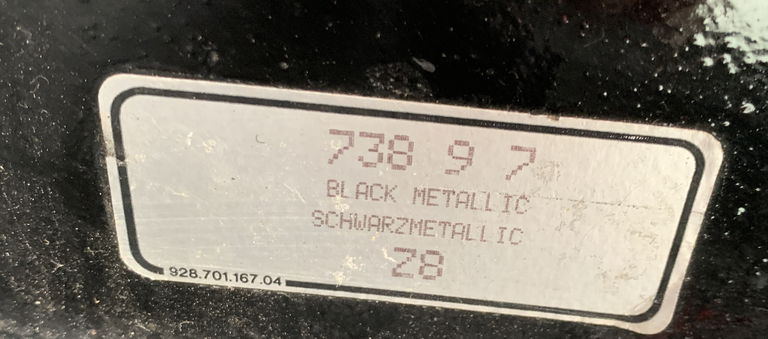 738 9 7
BLACK METALLIC
SCHWARZMETALLIC
Z8
928.701.167.04